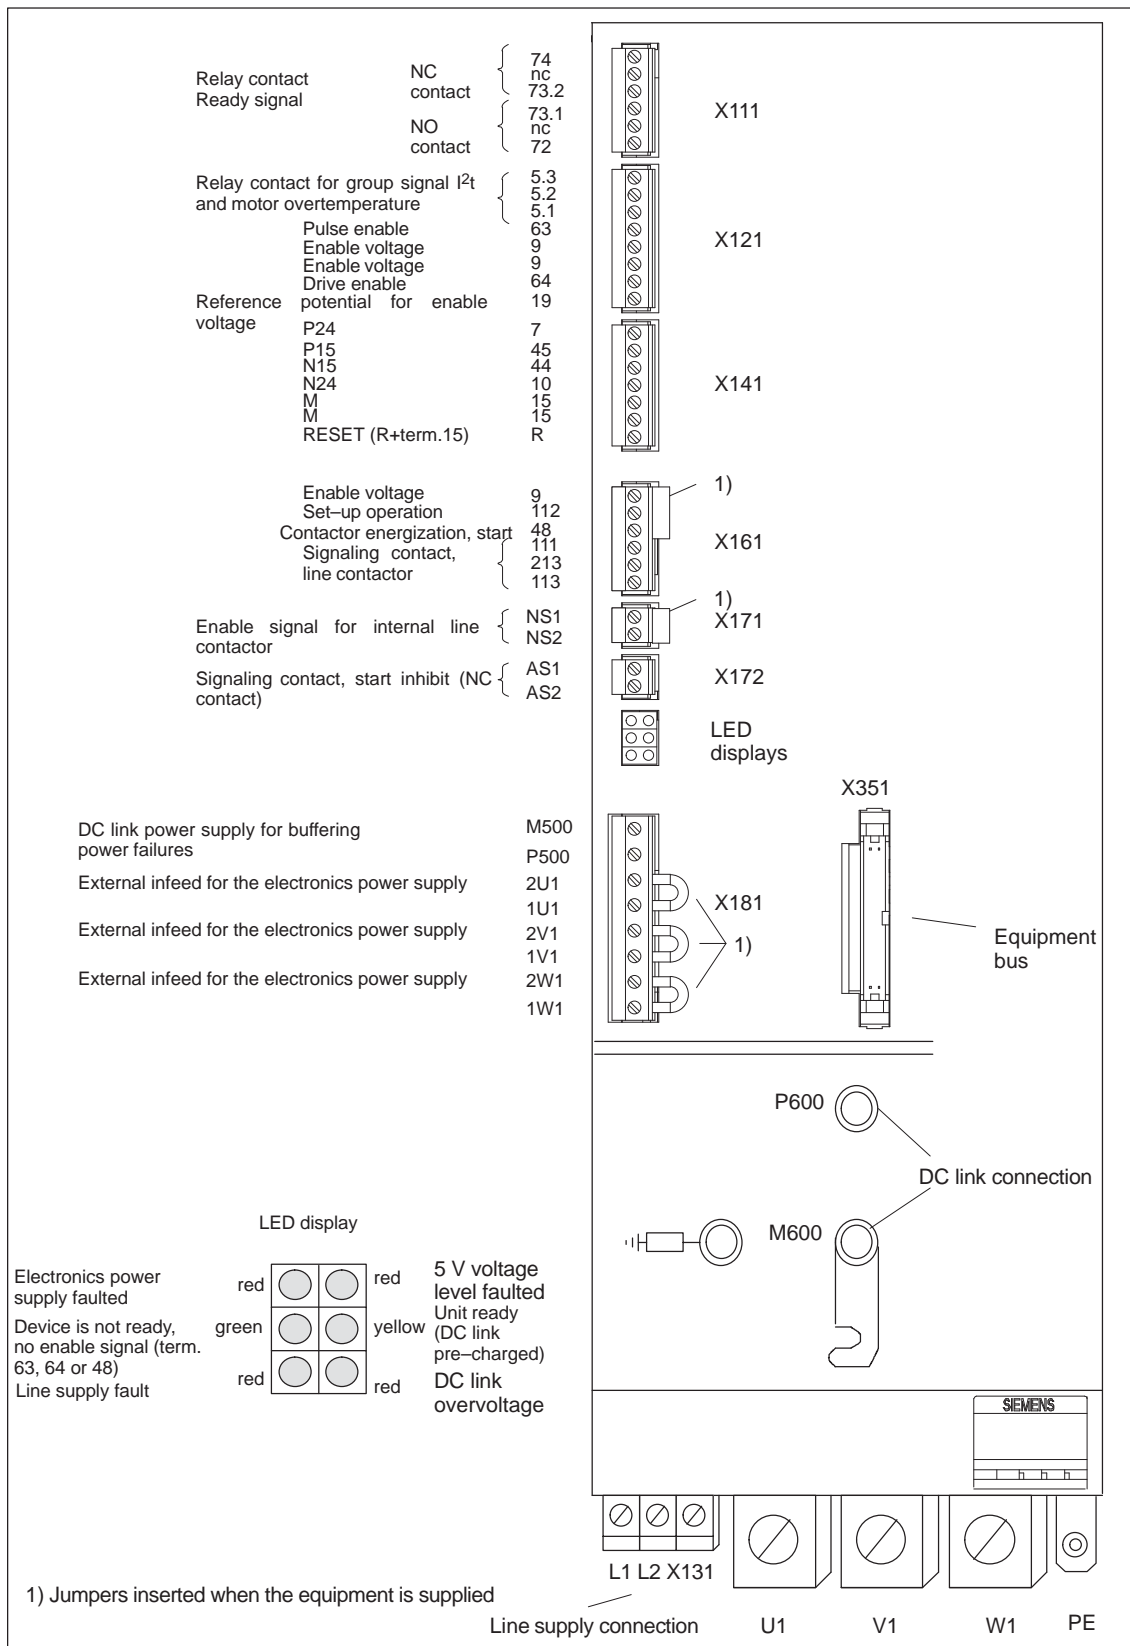 Relay contact
Ready signal
NC
contact
74
nc
73.2
NO
contact
73.1
nc
72
X111
Relay contact for group signal I²t
and motor overtemperature
5.3
5.2
5.1
Pulse enable 63
Enable voltage 9
Enable voltage 9
Drive enable 64
X121
Reference potential for enable
voltage
19
P24 7
P15 45
N15 44
N24 10
M 15
M 15
RESET (R+term.15) R
X141
Enable voltage 9
Set–up operation 112
Contactor energization, start 48
Signaling contact,
line contactor
111
213
113
1)
X161
Enable signal for internal line
contactor
NS1
NS2
1)
X171
Signaling contact, start inhibit (NC
contact)
AS1
AS2
X172
LED
displays
X351
DC link power supply for buffering
power failures
M500
P500
External infeed for the electronics power supply 2U1
1U1
External infeed for the electronics power supply 2V1
1V1
External infeed for the electronics power supply 2W1
1W1
X181
1)
Equipment
bus
P600
DC link connection
M600
LED display
Electronics power
supply faulted
red
red
5 V voltage
level faulted
Device is not ready,
no enable signal (term.
63, 64 or 48)
green
yellow
Unit ready
(DC link
pre–charged)
Line supply fault
red
red
DC link
overvoltage
SIEMENS
L1 L2 X131
1) Jumpers inserted when the equipment is supplied
Line supply connection
U1
V1
W1
PE